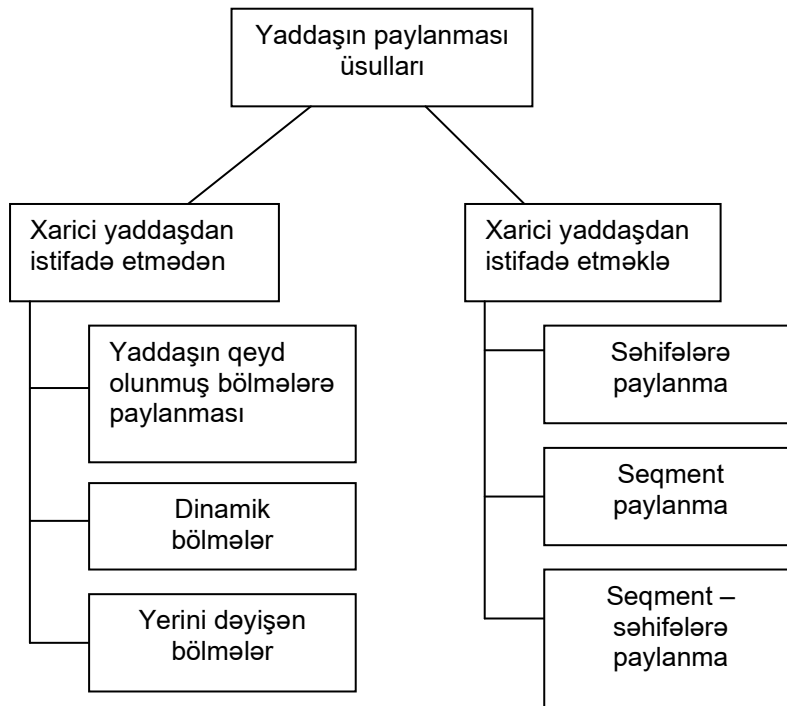 Yaddaşın paylanması
üsulları
Xarici yaddaşdan
istifadə etmədən
Yaddaşın qeyd
olunmuş bölmələrə
paylanması
Dinamik
bölmələr
Yerini dəyişən
bölmələr
Xarici yaddaşdan
istifadə etməklə
Səhifələrə
paylanma
Seqment
paylanma
Seqment –
səhifələrə
paylanma